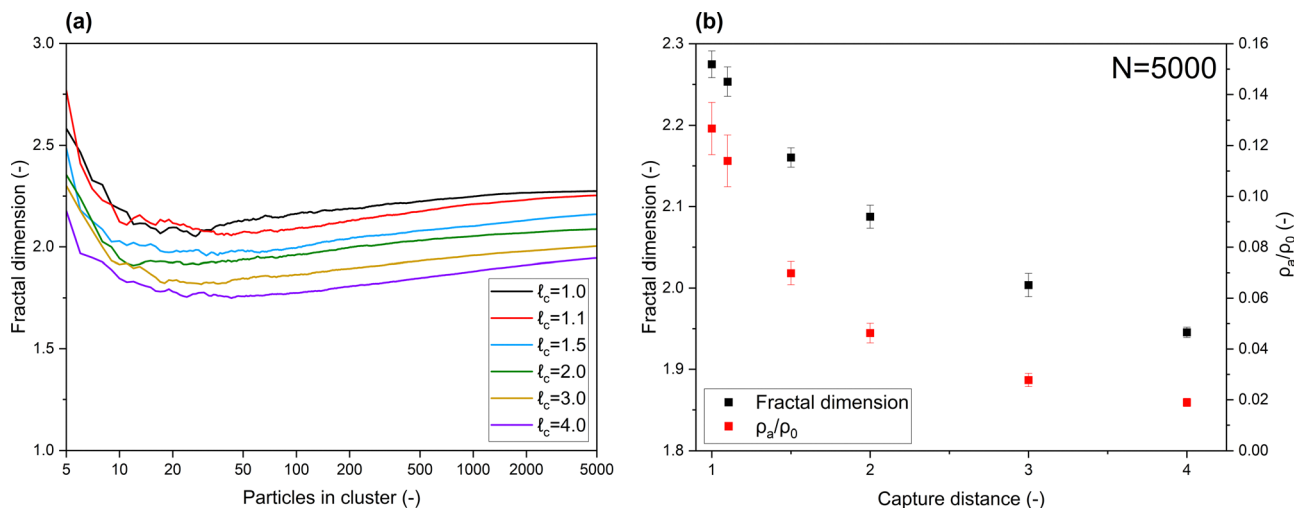 (a)
3.0
2.5
2.0
1.5
1.0
Fractal dimension (-)
5 10 20 50 100 200 500 1000 2000 5000
Particles in cluster (-)
ℓc=1.0
ℓc=1.1
ℓc=1.5
ℓc=2.0
ℓc=3.0
ℓc=4.0
(b)
N=5000
2.3
2.2
2.1
2.0
1.9
1.8
Fractal dimension (-)
0.16
0.14
0.12
0.10
0.08
0.06
0.04
0.02
0.00
ρa/ρ0 (-)
Fractal dimension
ρa/ρ0
1 2 3 4
Capture distance (-)